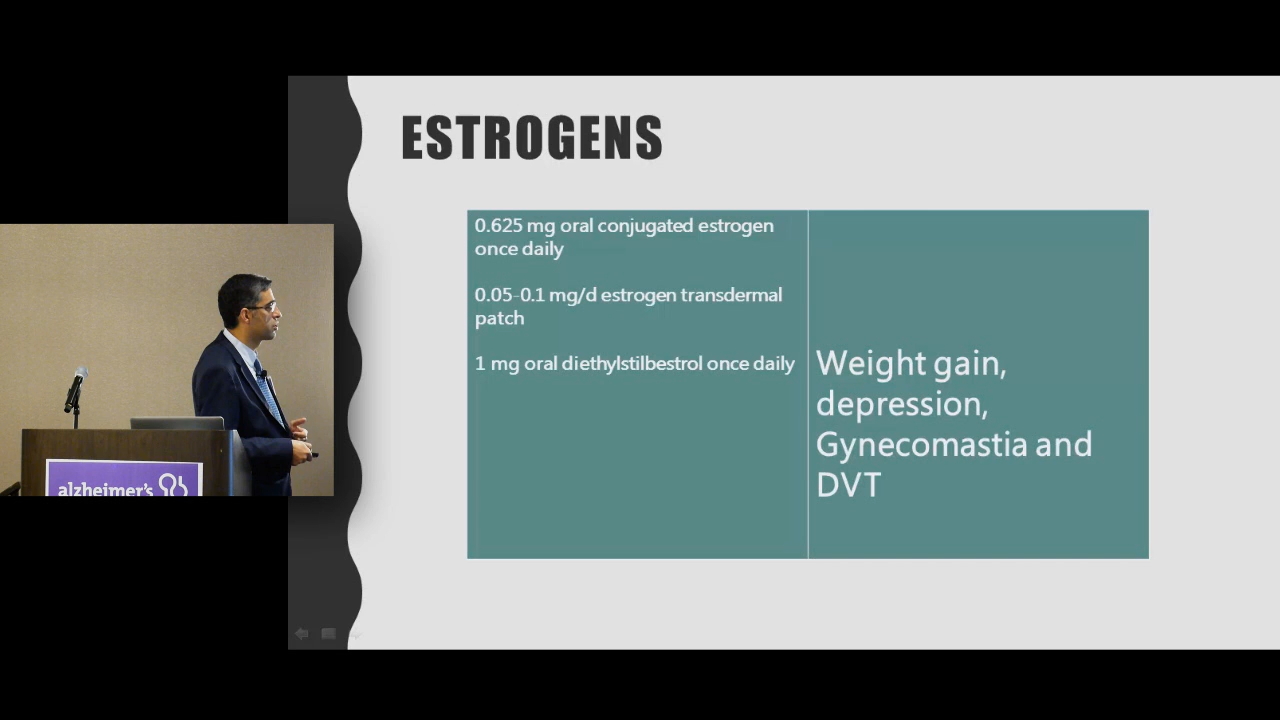 ESTROGENS
0.625 mg oral conjugated estrogen
once daily
0.05-0.1 mg/d estrogen transdermal
patch
1 mg oral diethylstilbestrol once daily
Weight gain,
depression,
Gynecomastia and
DVT
alzheimer's